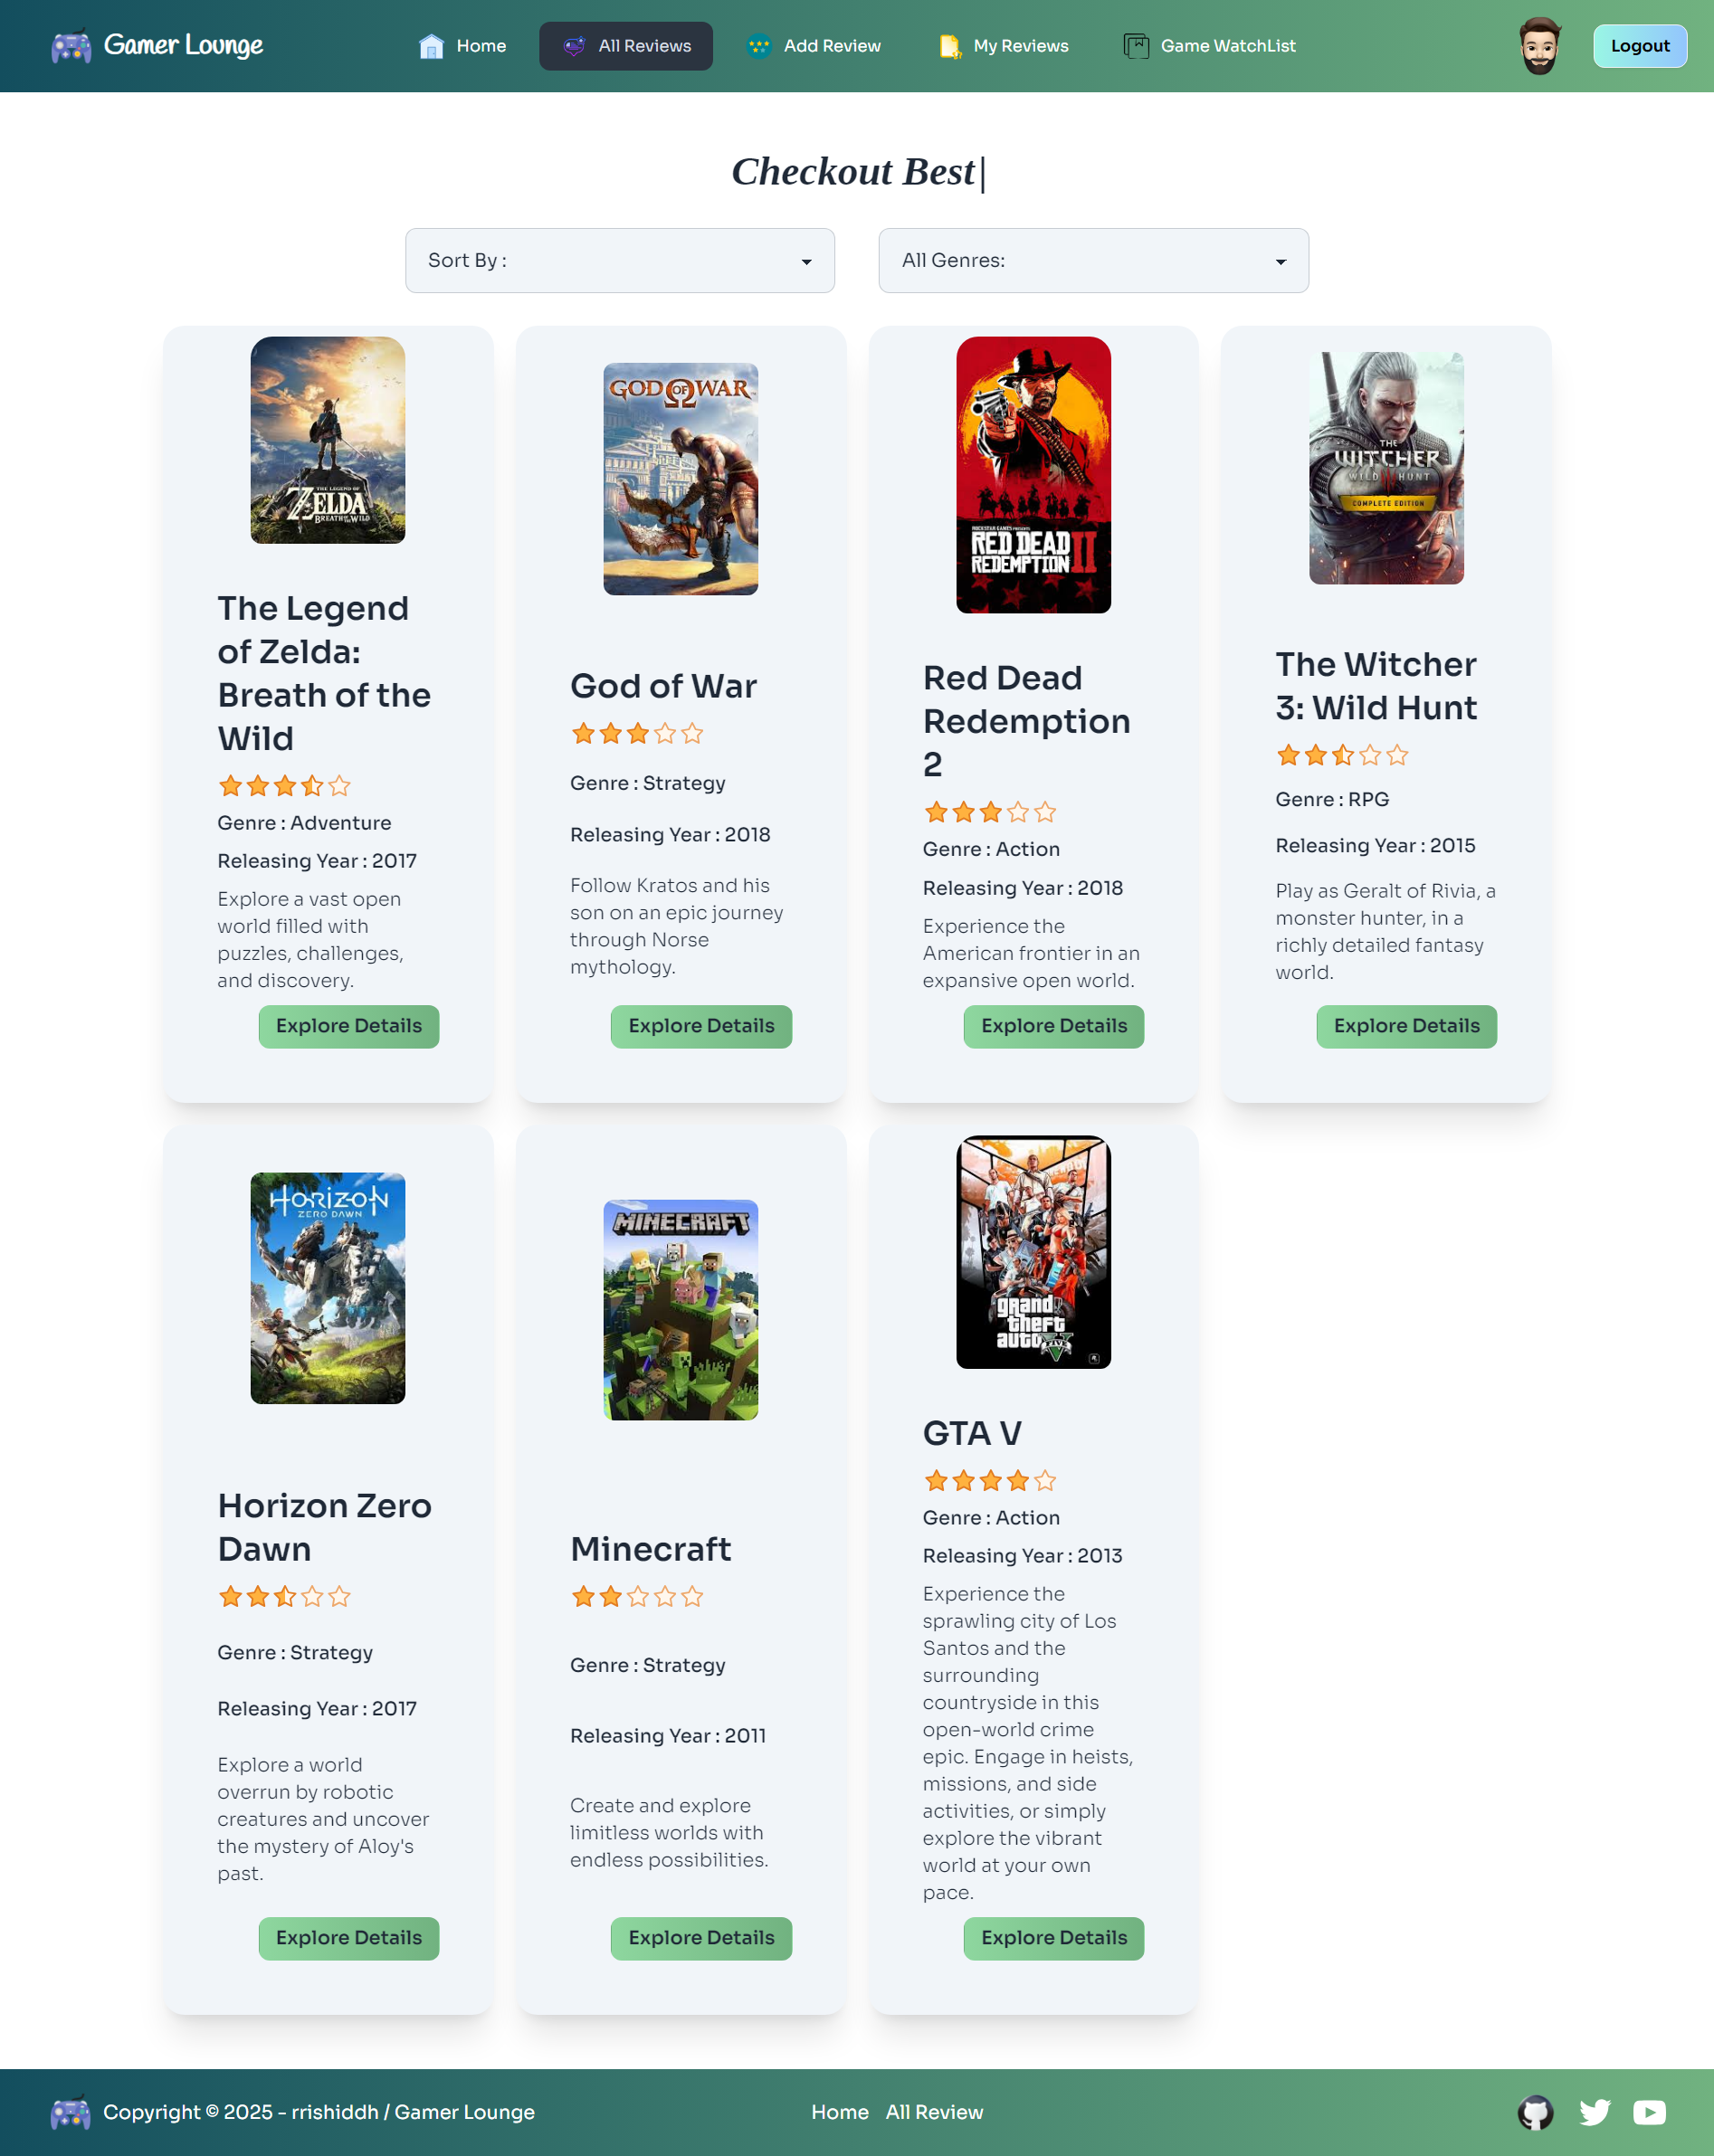 Gamer Lounge
Home
All Reviews
Add Review
My Reviews
Game WatchList
Logout
Checkout Best|
Sort By :
All Genres:
THE LEGEND OF
ZELDA
BREATH OF THE WILD
The Legend
of Zelda:
Breath of the
Wild
Genre : Adventure
Releasing Year : 2017
Explore a vast open
world filled with
puzzles, challenges,
and discovery.
Explore Details
GOD OF WAR
God of War
Genre : Strategy
Releasing Year : 2018
Follow Kratos and his
son on an epic journey
through Norse
mythology.
Explore Details
ROCKSTAR GAMES PRESENTS
RED DEAD
REDEMPTION II
Red Dead
Redemption
2
Genre : Action
Releasing Year : 2018
Experience the
American frontier in an
expansive open world.
Explore Details
THE
WITCHER
WILD HUNT
COMPLETE EDITION
The Witcher
3: Wild Hunt
Genre : RPG
Releasing Year : 2015
Play as Geralt of Rivia, a
monster hunter, in a
richly detailed fantasy
world.
Explore Details
HORIZON
ZERO DAWN
Horizon Zero
Dawn
Genre : Strategy
Releasing Year : 2017
Explore a world
overrun by robotic
creatures and uncover
the mystery of Aloy's
past.
Explore Details
MINECRAFT
Minecraft
Genre : Strategy
Releasing Year : 2011
Create and explore
limitless worlds with
endless possibilities.
Explore Details
grand
theft
auto V
FIVE
GTA V
Genre : Action
Releasing Year : 2013
Experience the
sprawling city of Los
Santos and the
surrounding
countryside in this
open-world crime
epic. Engage in heists,
missions, and side
activities, or simply
explore the vibrant
world at your own
pace.
Explore Details
Copyright © 2025 - rrishiddh / Gamer Lounge
Home
All Review